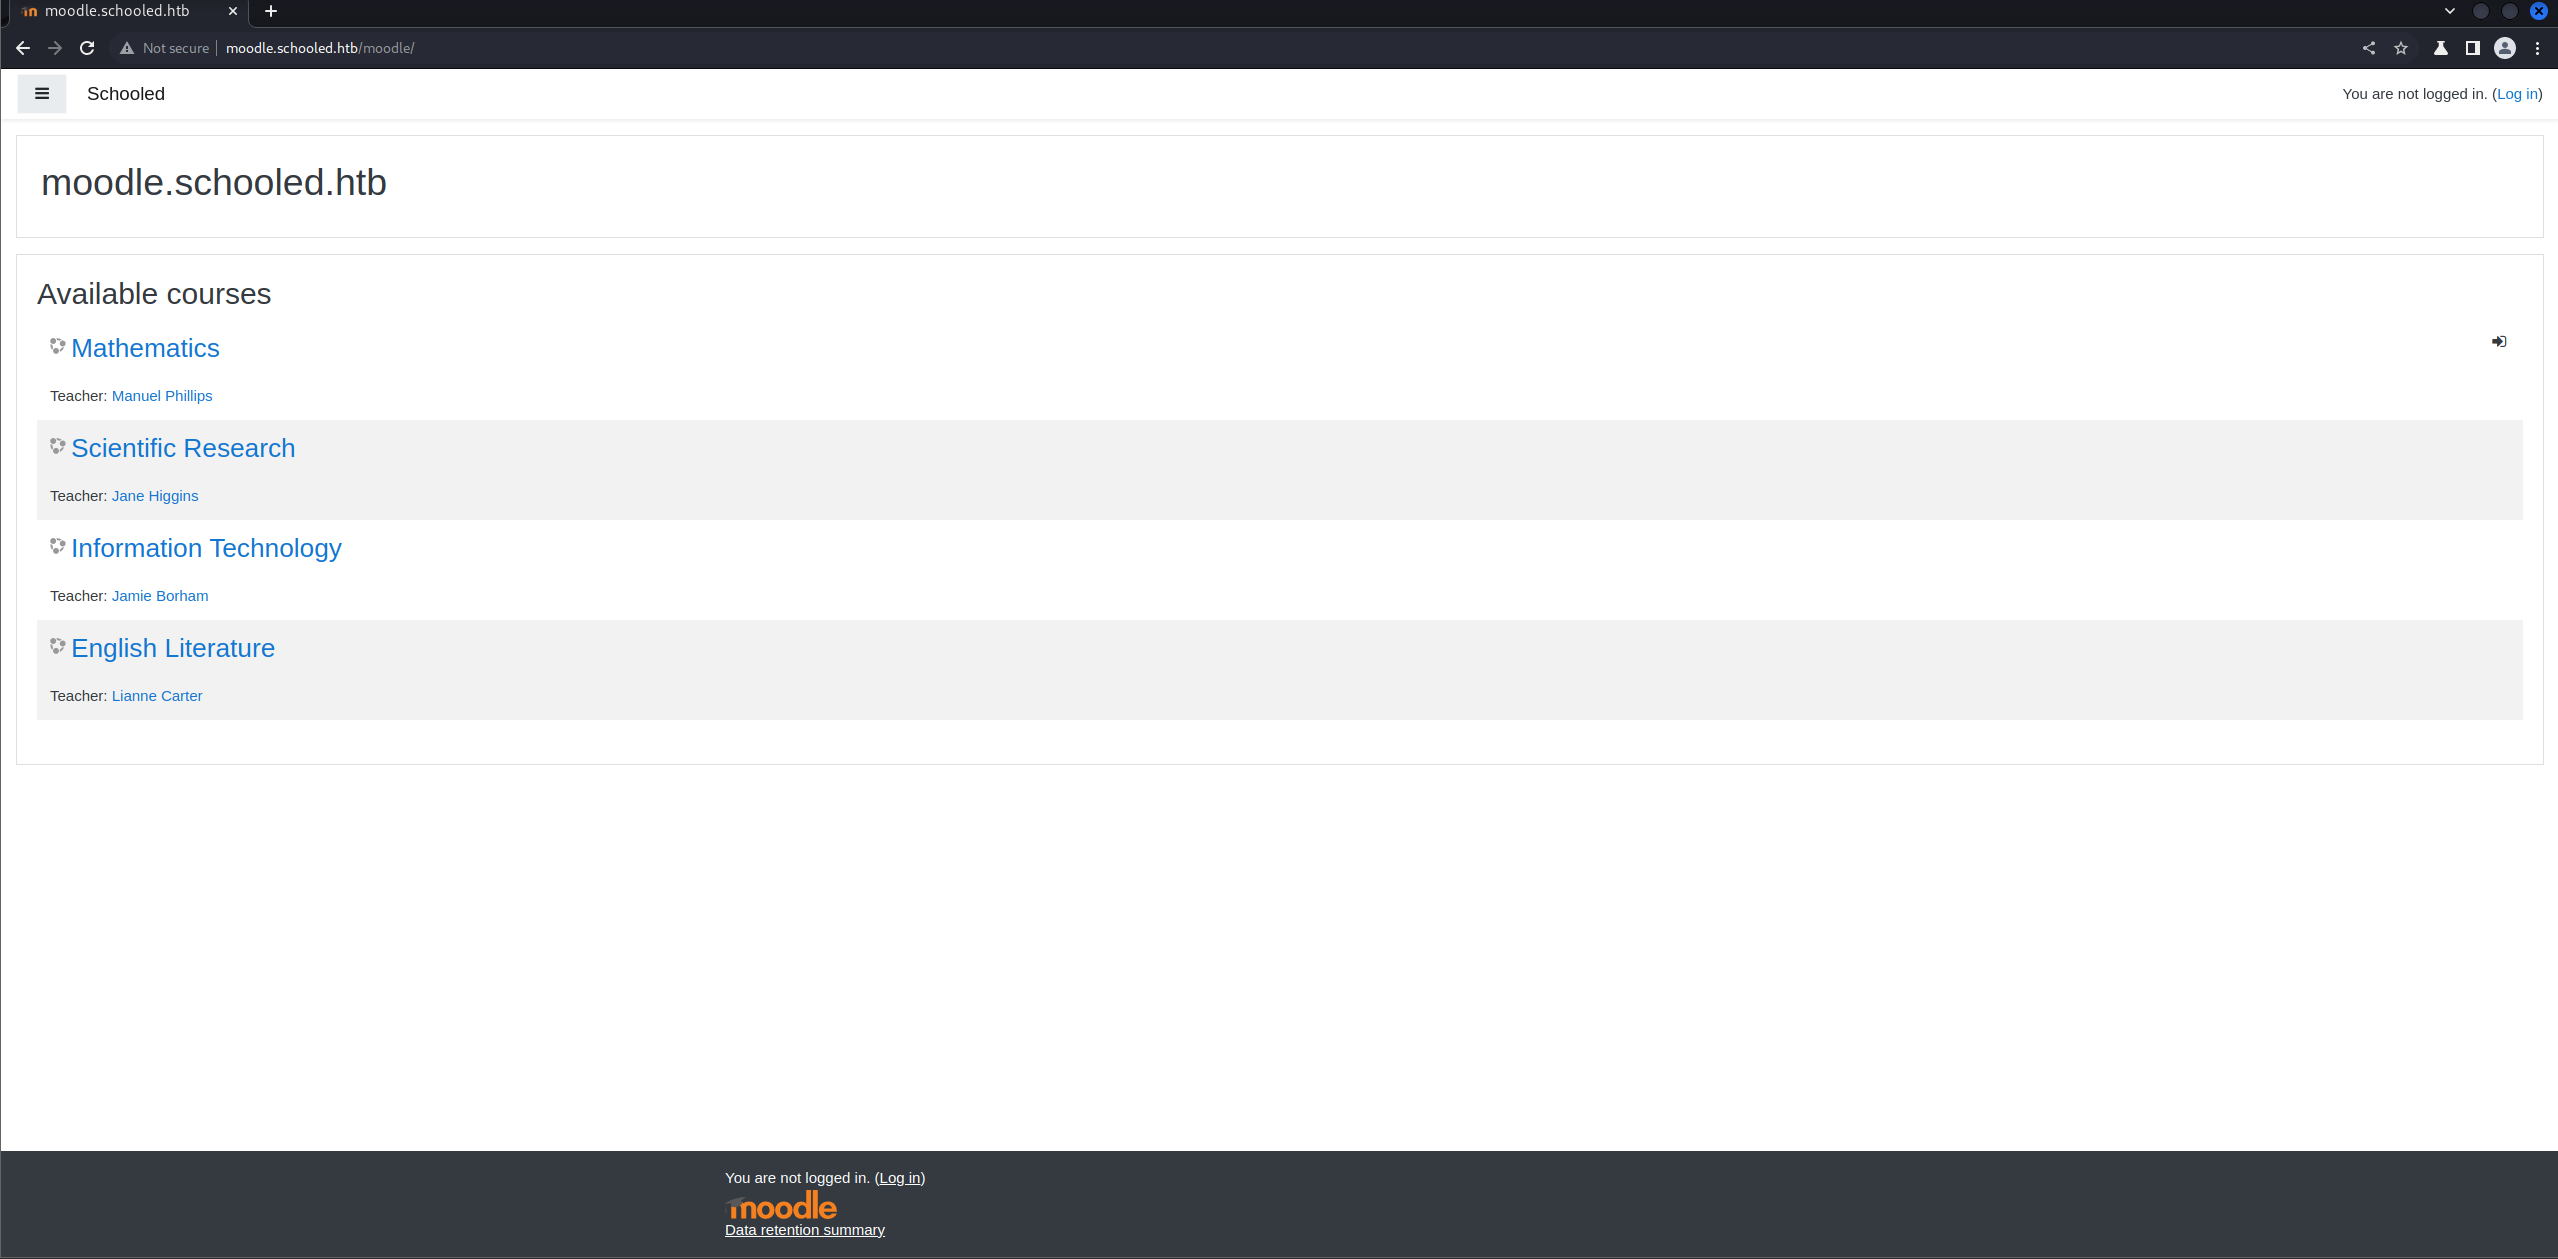 moodle.schooled.htb
Not secure moodle.schooled.htb/moodle/
Schooled
You are not logged in. (Log in)
moodle.schooled.htb
Available courses
Mathematics
Teacher: Manuel Phillips
Scientific Research
Teacher: Jane Higgins
Information Technology
Teacher: Jamie Borham
English Literature
Teacher: Lianne Carter
You are not logged in. (Log in)
moodle
Data retention summary